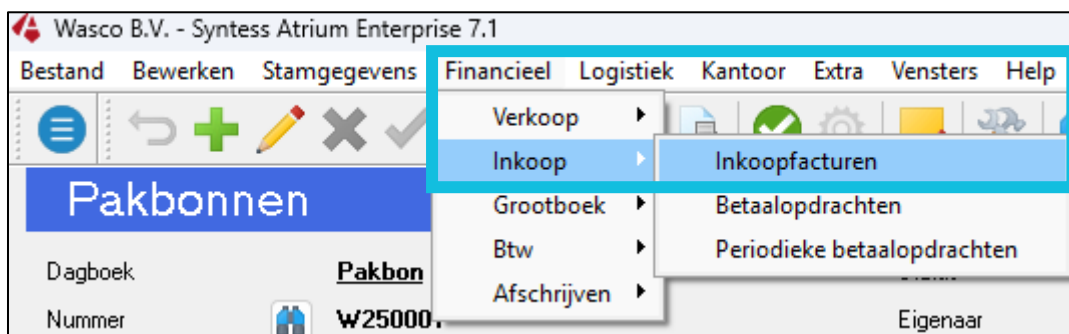 Wasco B.V. - Syntess Atrium Enterprise 7.1
Bestand Bewerken Stamgegevens Financieel Logistiek Kantoor Extra Vensters Help
Verkoop
Inkoop Inkoopfacturen
Pakbonnen Grootboek Betaalopdrachten
Dagboek Pakbon Btw Periodieke betaalopdrachten
Afschrijven
Nummer W25000 Eigenaar